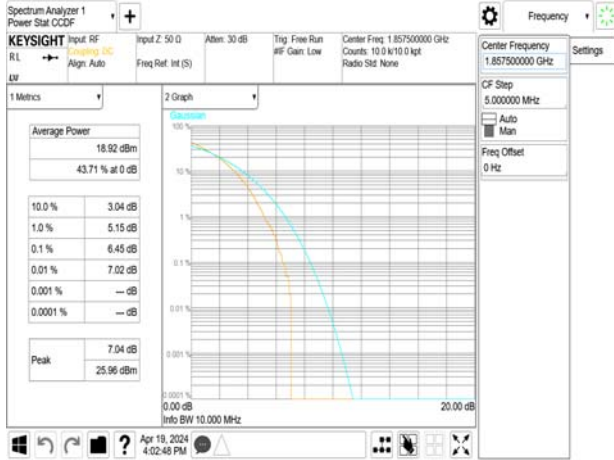 Spectrum Analyzer 1
Power Stat CCDF
KEYSIGHT
RL
Input: RF
Coupling: DC
Align: Auto
Input Z: 50 Ω
Freq Ref: Int (S)
Atten: 30 dB
Trig: Free Run
#IF Gain: Low
Center Freq: 1.857500000 GHz
Counts: 10.0 k/10.0 kpt
Radio Std: None
1 Metrics
Average Power
18.92 dBm
43.71 % at 0 dB
10.0 % 3.04 dB
1.0 % 5.15 dB
0.1 % 6.45 dB
0.01 % 7.02 dB
0.001 % --- dB
0.0001 % --- dB
Peak
7.04 dB
25.96 dBm
2 Graph
Gaussian
100 %
10 %
1 %
0.1 %
0.01 %
0.001 %
0.0001 %
0.00 dB
20.00 dB
Info BW 10.000 MHz
Apr 19, 2024
4:02:48 PM
Frequency
Center Frequency
1.857500000 GHz
Settings
CF Step
5.000000 MHz
Auto
Man
Freq Offset
0 Hz